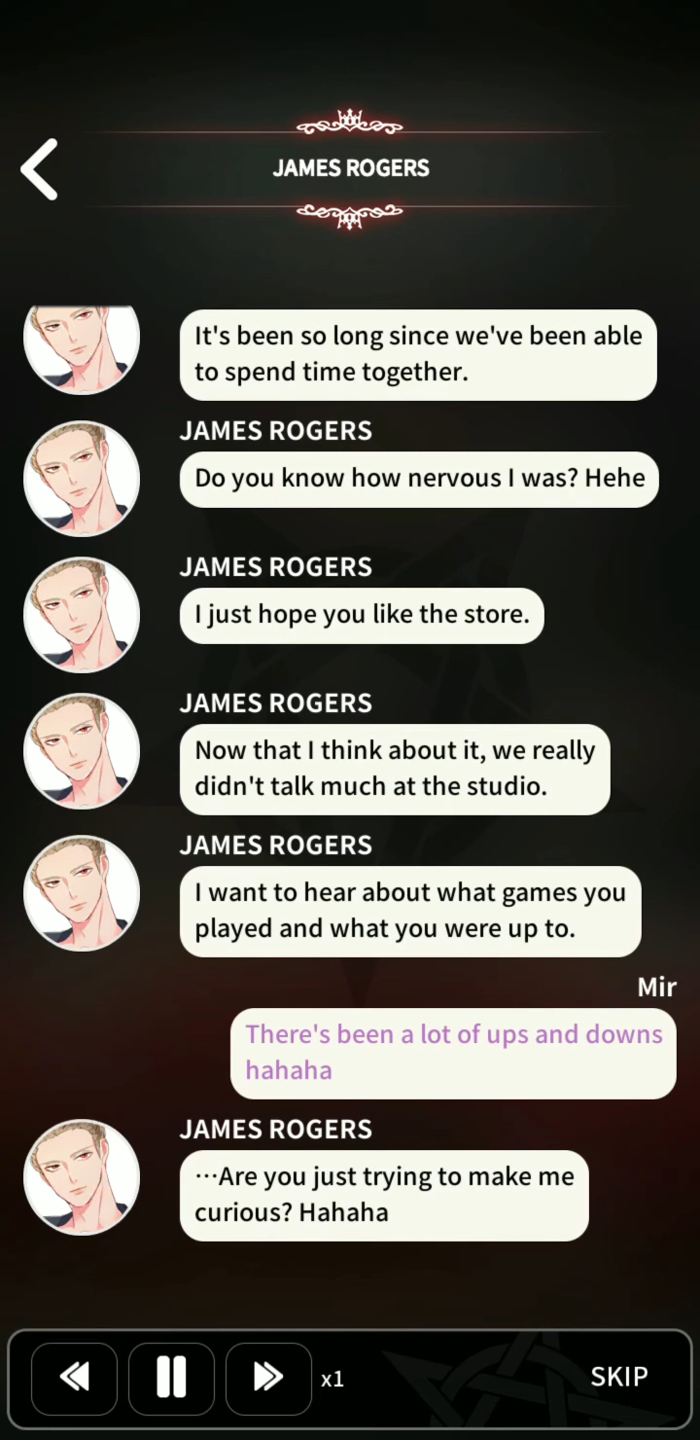 JAMES ROGERS
It's been so long since we've been able
to spend time together.
JAMES ROGERS
Do you know how nervous I was? Hehe
JAMES ROGERS
I just hope you like the store.
JAMES ROGERS
Now that I think about it, we really
didn't talk much at the studio.
JAMES ROGERS
I want to hear about what games you
played and what you were up to.
Mir
There's been a lot of ups and downs
hahaha
JAMES ROGERS
···Are you just trying to make me
curious? Hahaha
x1
SKIP